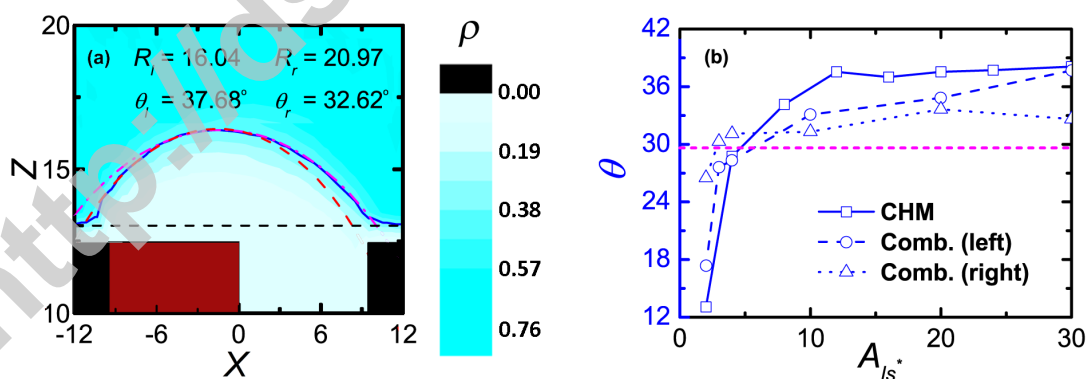 (a) R_l = 16.04 R_r = 20.97
θ_l = 37.68° θ_r = 32.62°
20
15
10
Z
-12 -6 0 6 12
X
ρ
0.00
0.19
0.38
0.57
0.76
(b)
42
36
30
24
18
12
θ
CHM
Comb. (left)
Comb. (right)
0 10 20 30
A_ls*
http://ds